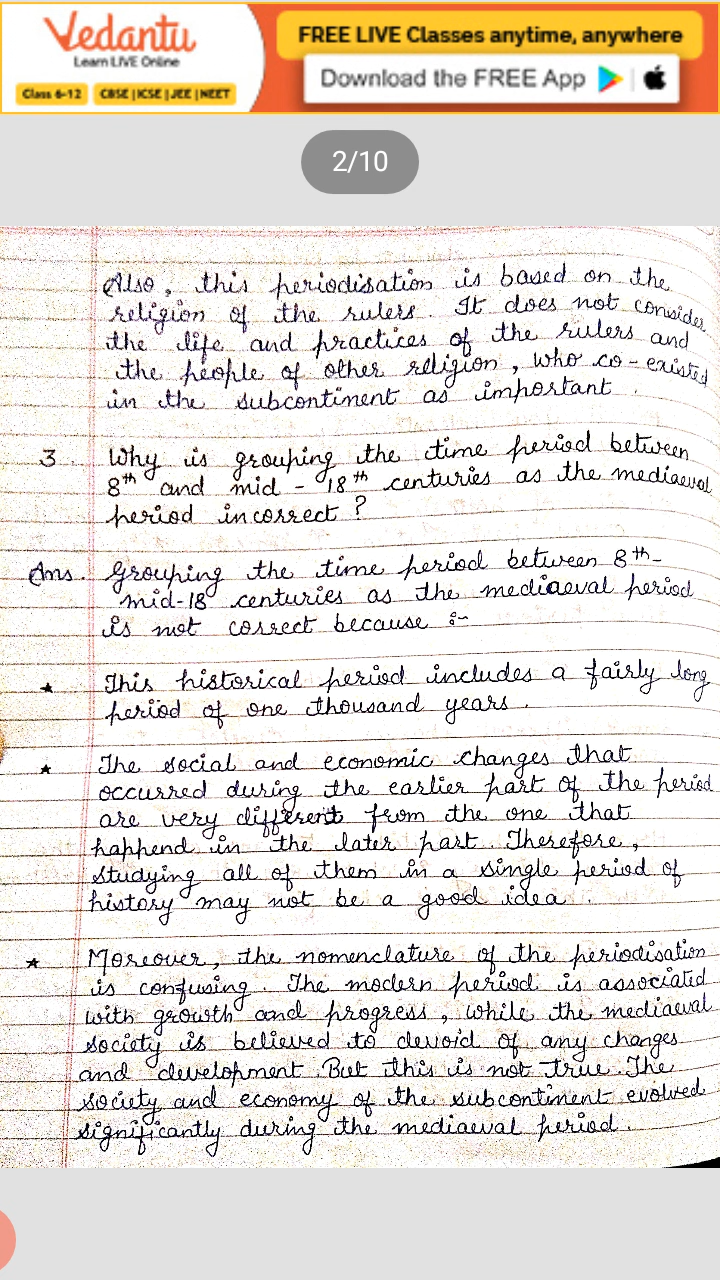 Vedantu
Learn LIVE Online
Class 6-12
CBSE | ICSE | JEE | NEET
FREE LIVE Classes anytime, anywhere
Download the FREE App
2/10
Also, this periodisation is based on the
religion of the rulers. It does not consider
the life and practices of the rulers and
the people of other religion, who co-existed
in the subcontinent as important.
3. Why is grouping the time period between
8th and mid - 18th centuries as the mediaeval
period incorrect?
Ans. Grouping the time period between 8th-
mid-18 centuries as the mediaeval period
is not correct because :-
★ This historical period includes a fairly long
period of one thousand years.
★ The social and economic changes that
occurred during the earlier part of the period
are very different from the one that
happend in the later part. Therefore,
studying all of them in a single period of
history may not be a good idea.
★ Moreover, the nomenclature of the periodisation
is confusing. The modern period is associated
with growth and progress, while the mediaeval
society is believed to devoid of any changes
and development. But this is not true. The
society and economy of the subcontinent evolved
significantly during the mediaeval period.